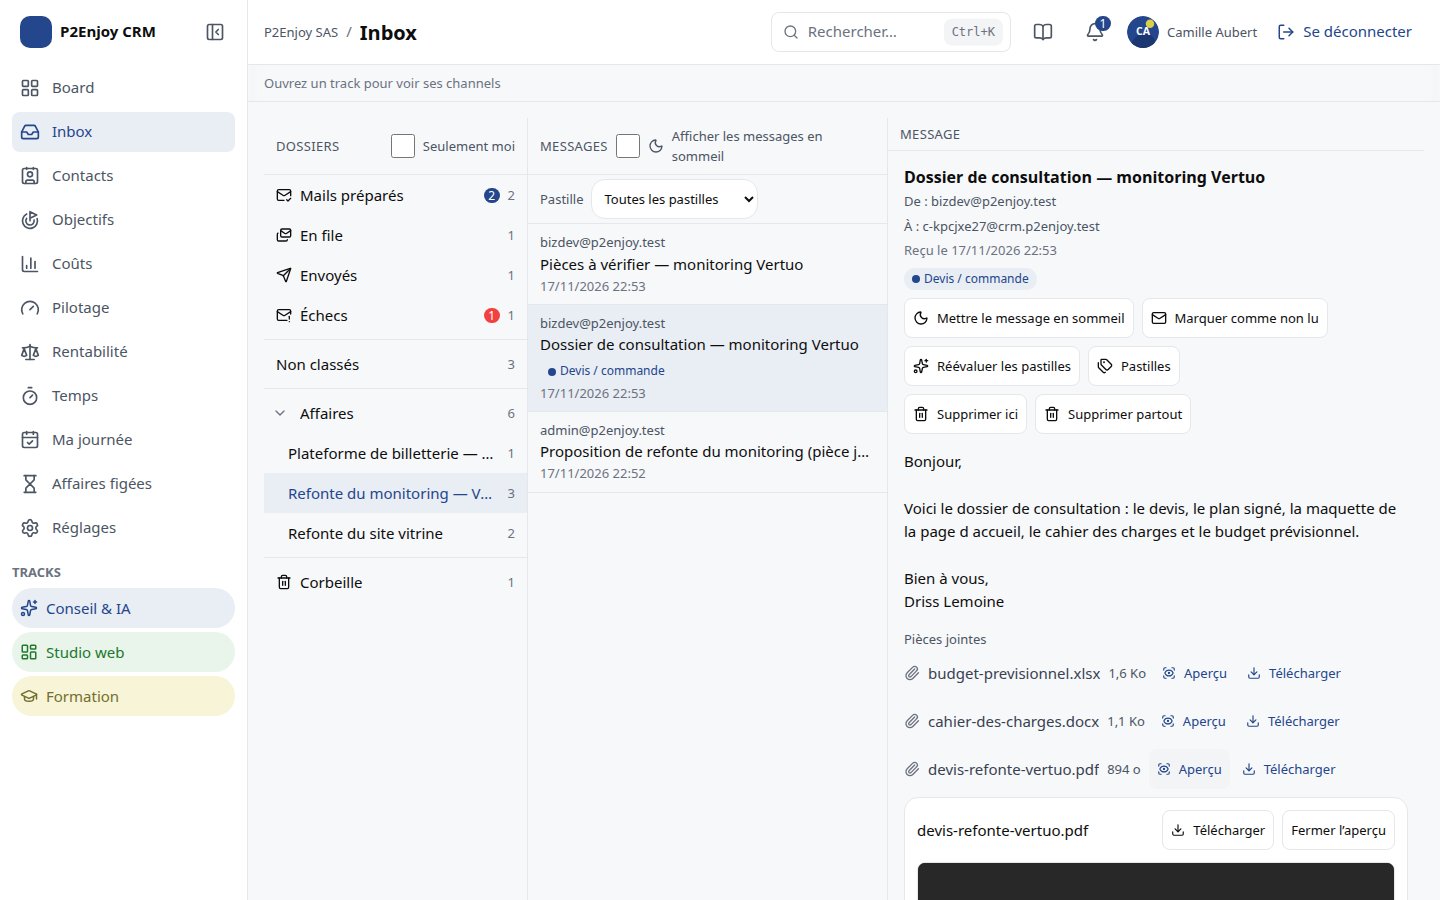 P2Enjoy CRM
Board
Inbox
Contacts
Objectifs
Coûts
Pilotage
Rentabilité
Temps
Ma journée
Affaires figées
Réglages
TRACKS
Conseil & IA
Studio web
Formation
P2Enjoy SAS / Inbox
Rechercher... Ctrl+K
1
CA Camille Aubert
Se déconnecter
Ouvrez un track pour voir ses channels
DOSSIERS Seulement moi
Mails préparés 2 2
En file 1
Envoyés 1
Échecs 1 1
Non classés 3
Affaires 6
Plateforme de billetterie — ... 1
Refonte du monitoring — V... 3
Refonte du site vitrine 2
Corbeille 1
MESSAGES Afficher les messages en
sommeil
Pastille Toutes les pastilles
bizdev@p2enjoy.test
Pièces à vérifier — monitoring Vertuo
17/11/2026 22:53
bizdev@p2enjoy.test
Dossier de consultation — monitoring Vertuo
Devis / commande
17/11/2026 22:53
admin@p2enjoy.test
Proposition de refonte du monitoring (pièce j...
17/11/2026 22:52
MESSAGE
Dossier de consultation — monitoring Vertuo
De : bizdev@p2enjoy.test
À : c-kpcjxe27@crm.p2enjoy.test
Reçu le 17/11/2026 22:53
Devis / commande
Mettre le message en sommeil Marquer comme non lu
Réévaluer les pastilles Pastilles
Supprimer ici Supprimer partout
Bonjour,
Voici le dossier de consultation : le devis, le plan signé, la maquette de
la page d accueil, le cahier des charges et le budget prévisionnel.
Bien à vous,
Driss Lemoine
Pièces jointes
budget-previsionnel.xlsx 1,6 Ko Aperçu Télécharger
cahier-des-charges.docx 1,1 Ko Aperçu Télécharger
devis-refonte-vertuo.pdf 894 o Aperçu Télécharger
devis-refonte-vertuo.pdf Télécharger Fermer l'aperçu